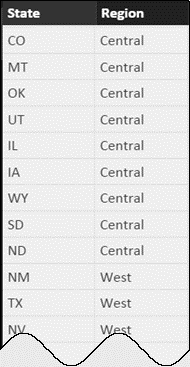 State Region
CO Central
MT Central
OK Central
UT Central
IL Central
IA Central
WY Central
SD Central
ND Central
NM West
TX West
NV West